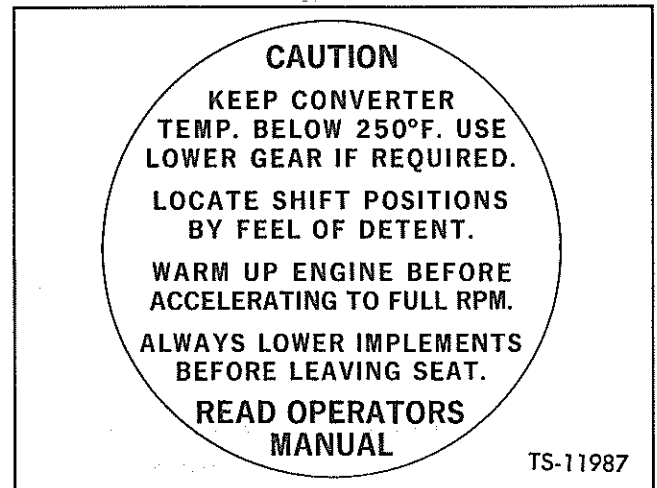 CAUTION
KEEP CONVERTER
TEMP. BELOW 250°F. USE
LOWER GEAR IF REQUIRED.
LOCATE SHIFT POSITIONS
BY FEEL OF DETENT.
WARM UP ENGINE BEFORE
ACCELERATING TO FULL RPM.
ALWAYS LOWER IMPLEMENTS
BEFORE LEAVING SEAT.
READ OPERATORS
MANUAL
TS-11987